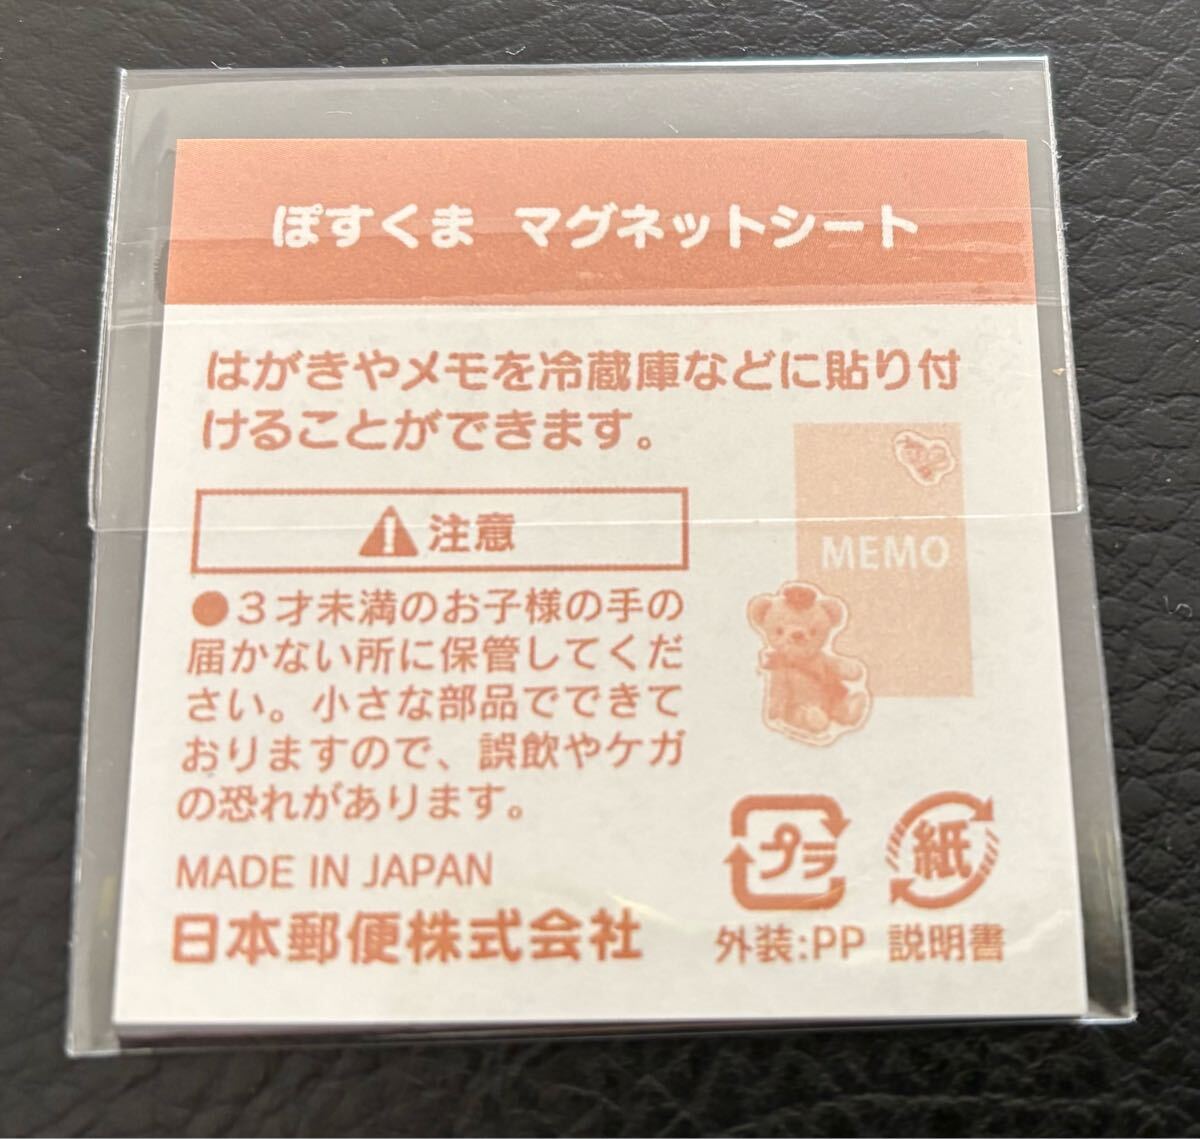 ぽすくま マグネットシート
はがきやメモを冷蔵庫などに貼り付
けることができます。
MEMO
注意
●3才未満のお子様の手の
届かない所に保管してくだ
さい。小さな部品でできて
おりますので、誤飲やケガ
の恐れがあります。
MADE IN JAPAN
日本郵便株式会社
プラ
外装:PP
紙
説明書